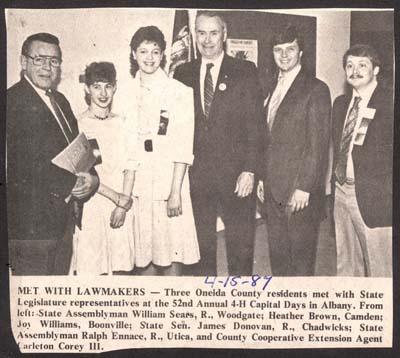 4-15-87
MET WITH LAWMAKERS — Three Oneida County residents met with State
Legislature representatives at the 52nd Annual 4-H Capital Days in Albany. From
left: State Assemblyman William Sears, R., Woodgate; Heather Brown, Camden;
Joy Williams, Boonville; State Sen. James Donovan, R., Chadwicks; State
Assemblyman Ralph Ennace, R., Utica, and County Cooperative Extension Agent
Carleton Corey III.